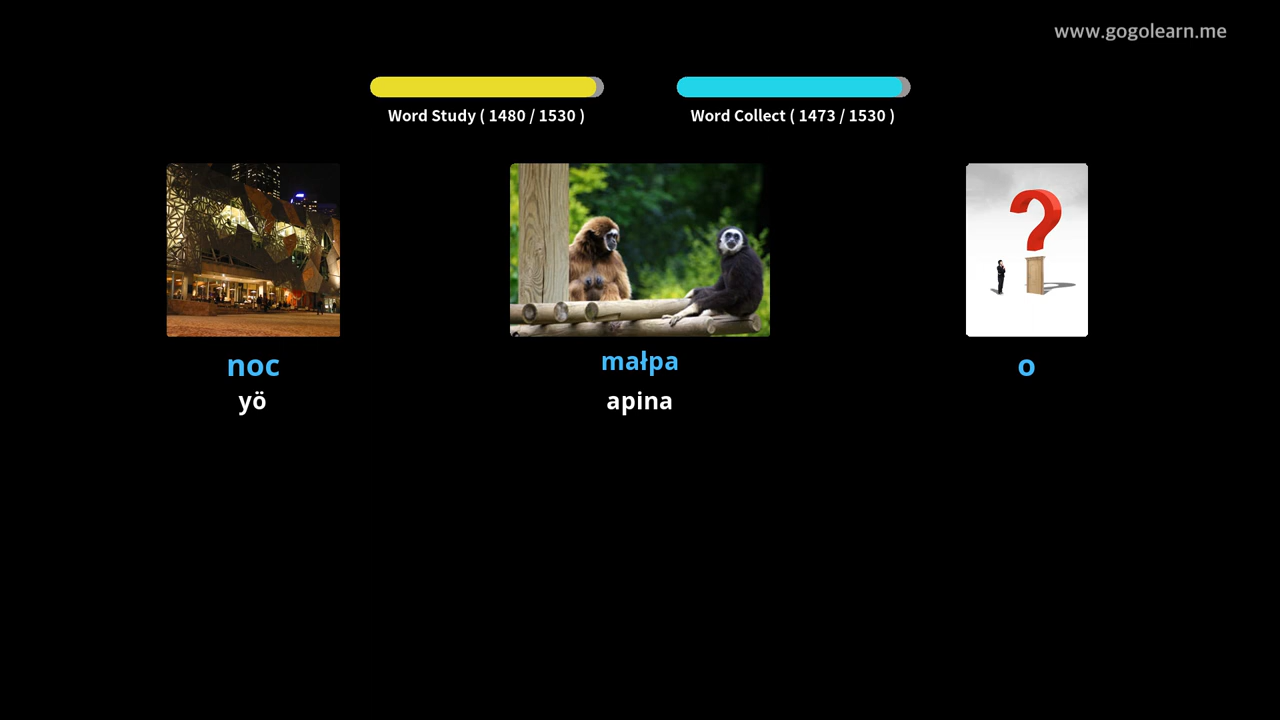 www.gogolearn.me
Word Study ( 1480 / 1530 )
Word Collect ( 1473 / 1530 )
noc
yö
małpa
apina
o